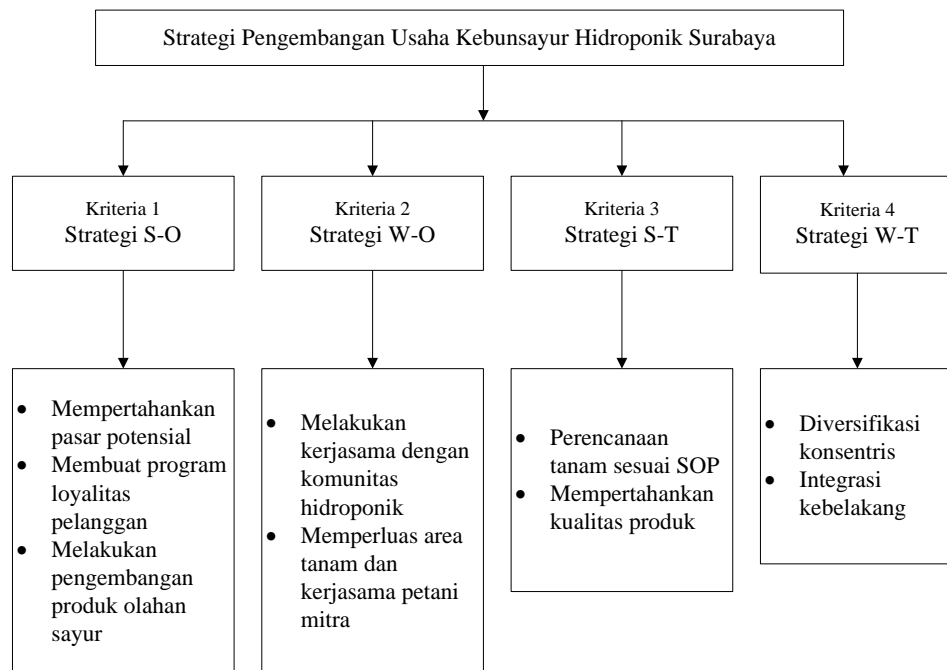 Strategi Pengembangan Usaha Kebunsayur Hidroponik Surabaya
Kriteria 1
Strategi S-O
Kriteria 2
Strategi W-O
Kriteria 3
Strategi S-T
Kriteria 4
Strategi W-T
• Mempertahankan
pasar potensial
• Membuat program
loyalitas
pelanggan
• Melakukan
pengembangan
produk olahan
sayur
• Melakukan
kerjasama dengan
komunitas
hidroponik
• Memperluas area
tanam dan
kerjasama petani
mitra
• Perencanaan
tanam sesuai SOP
• Mempertahankan
kualitas produk
• Diversifikasi
konsentris
• Integrasi
kebelakang